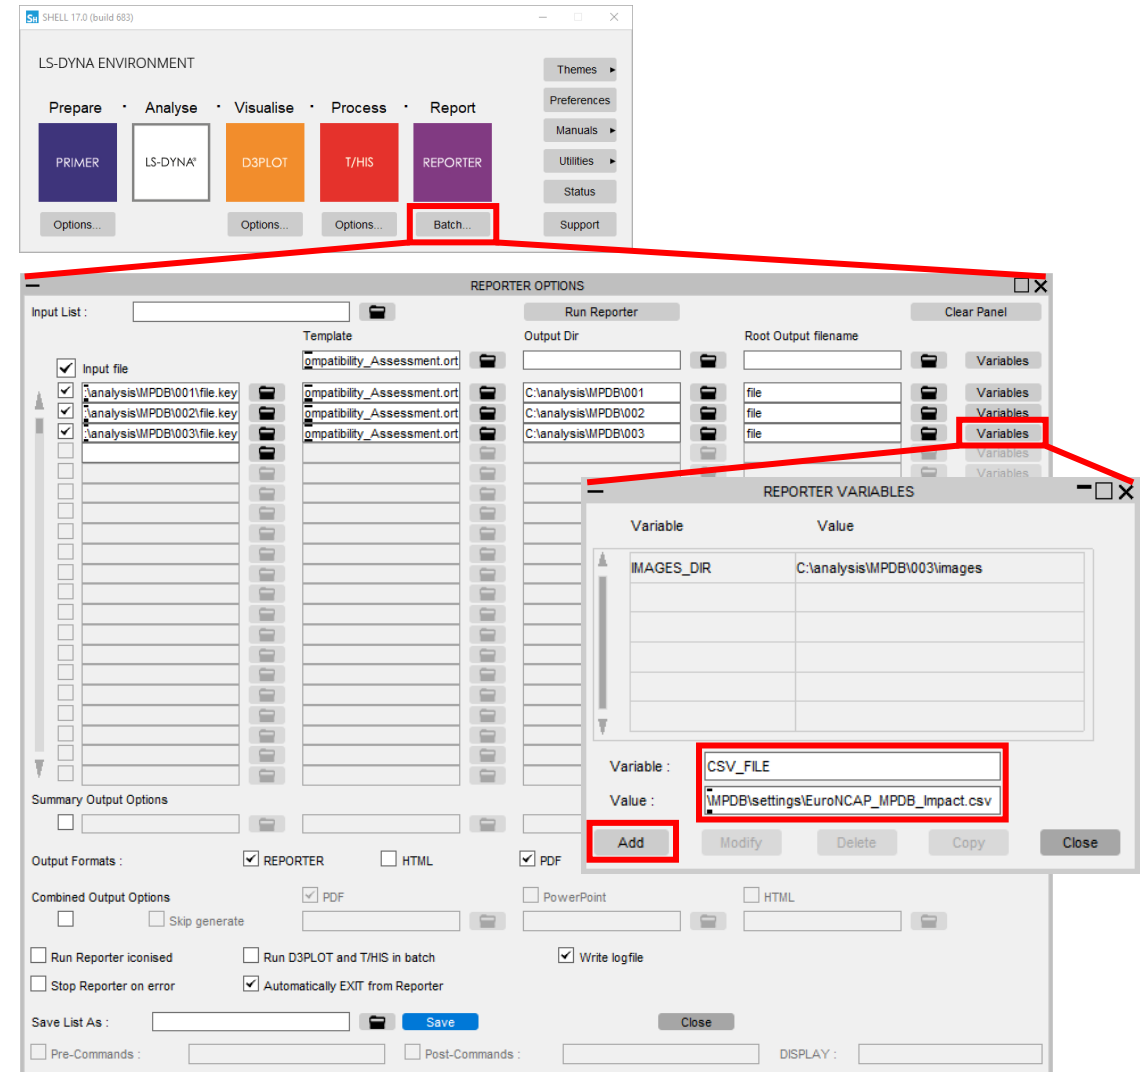 SH SHELL 17.0 (build 683)
LS-DYNA ENVIRONMENT
Themes
Prepare · Analyse · Visualise · Process · Report
Preferences
Manuals
PRIMER LS-DYNA® D3PLOT T/HIS REPORTER
Utilities
Status
Options... Options... Options... Batch... Support
REPORTER OPTIONS
Input List : Run Reporter Clear Panel
Template Output Dir Root Output filename
Input file ompatibility_Assessment.ort Variables
:\analysis\MPDB\001\file.key ompatibility_Assessment.ort C:\analysis\MPDB\001 file Variables
:\analysis\MPDB\002\file.key ompatibility_Assessment.ort C:\analysis\MPDB\002 file Variables
:\analysis\MPDB\003\file.key ompatibility_Assessment.ort C:\analysis\MPDB\003 file Variables
Variables
Variables
REPORTER VARIABLES
Variable Value
IMAGES_DIR C:\analysis\MPDB\003\images
Variable : CSV_FILE
Value : \MPDB\settings\EuroNCAP_MPDB_Impact.csv
Add Modify Delete Copy Close
Summary Output Options
Output Formats : REPORTER HTML PDF
Combined Output Options PDF PowerPoint HTML
Skip generate
Run Reporter iconised Run D3PLOT and T/HIS in batch Write logfile
Stop Reporter on error Automatically EXIT from Reporter
Save List As : Save Close
Pre-Commands : Post-Commands : DISPLAY :